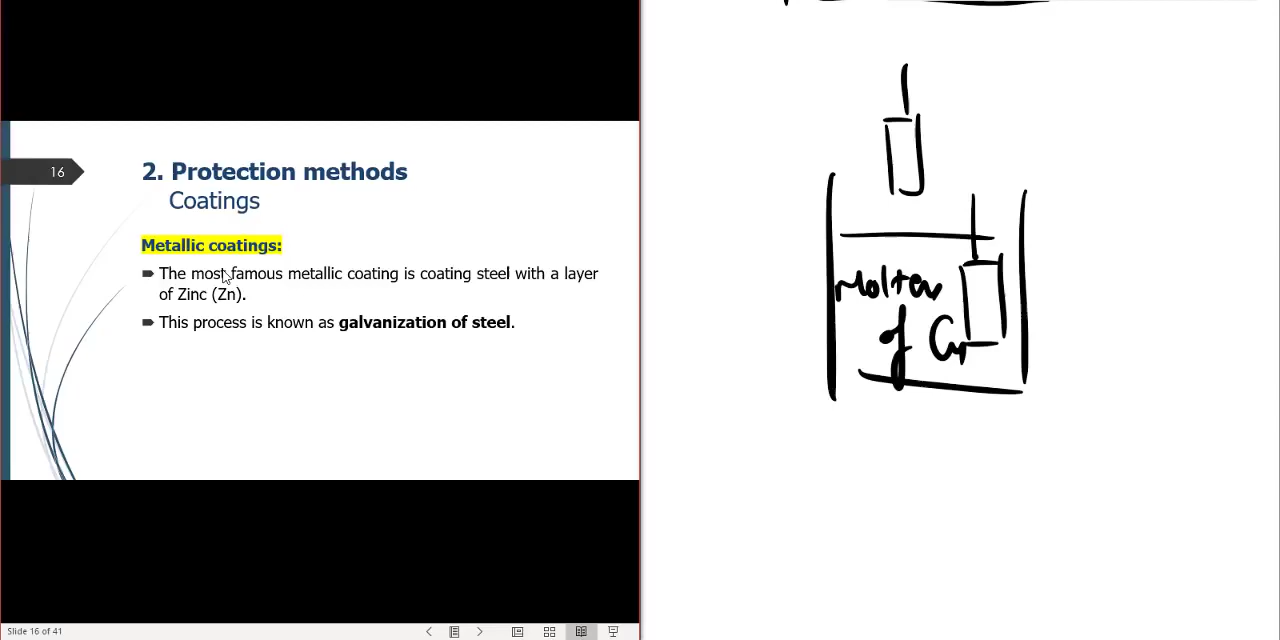 16
2. Protection methods
Coatings
Metallic coatings:
The most famous metallic coating is coating steel with a layer
of Zinc (Zn).
This process is known as galvanization of steel.
Slide 16 of 41
Molten
of